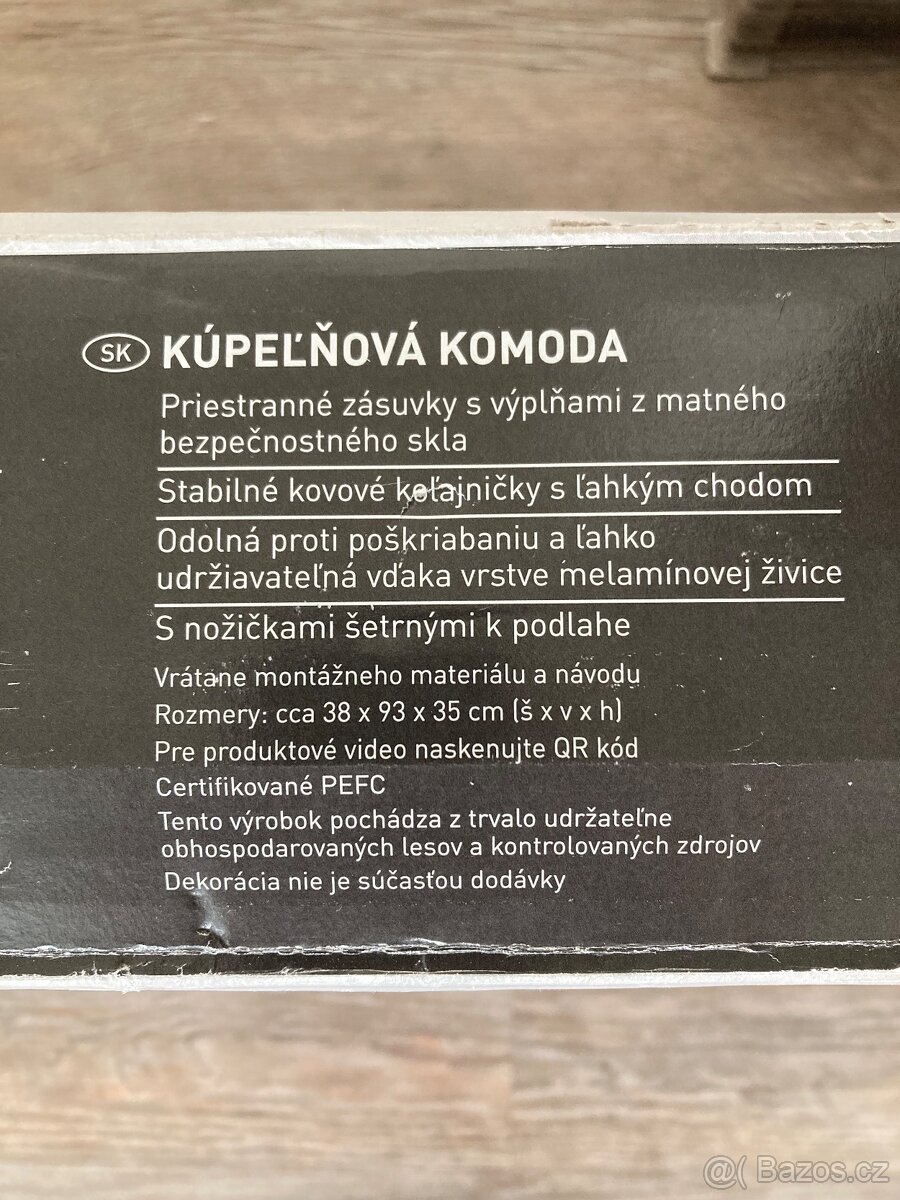 SK KÚPEĽŇOVÁ KOMODA
Priestranné zásuvky s výplňami z matného
bezpečnostného skla
Stabilné kovové koľajničky s ľahkým chodom
Odolná proti poškriabaniu a ľahko
udržiavateľná vďaka vrstve melamínovej živice
S nožičkami šetrnými k podlahe
Vrátane montážneho materiálu a návodu
Rozmery: cca 38 x 93 x 35 cm (š x v x h)
Pre produktové video naskenujte QR kód
Certifikované PEFC
Tento výrobok pochádza z trvalo udržateľne
obhospodarovaných lesov a kontrolovaných zdrojov
Dekorácia nie je súčasťou dodávky
@( Bazos.cz